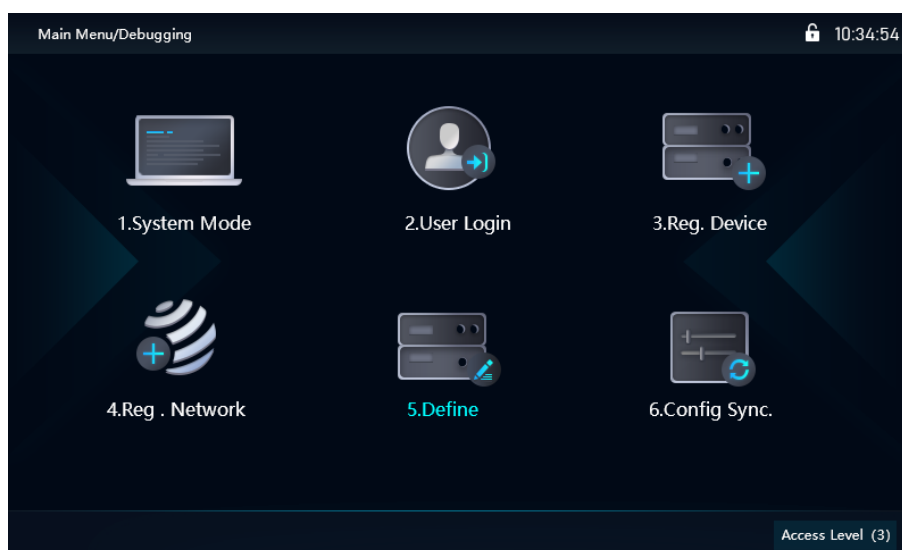 Main Menu/Debugging
10:34:54
1.System Mode
2.User Login
3.Reg. Device
4.Reg . Network
5.Define
6.Config Sync.
Access Level (3)